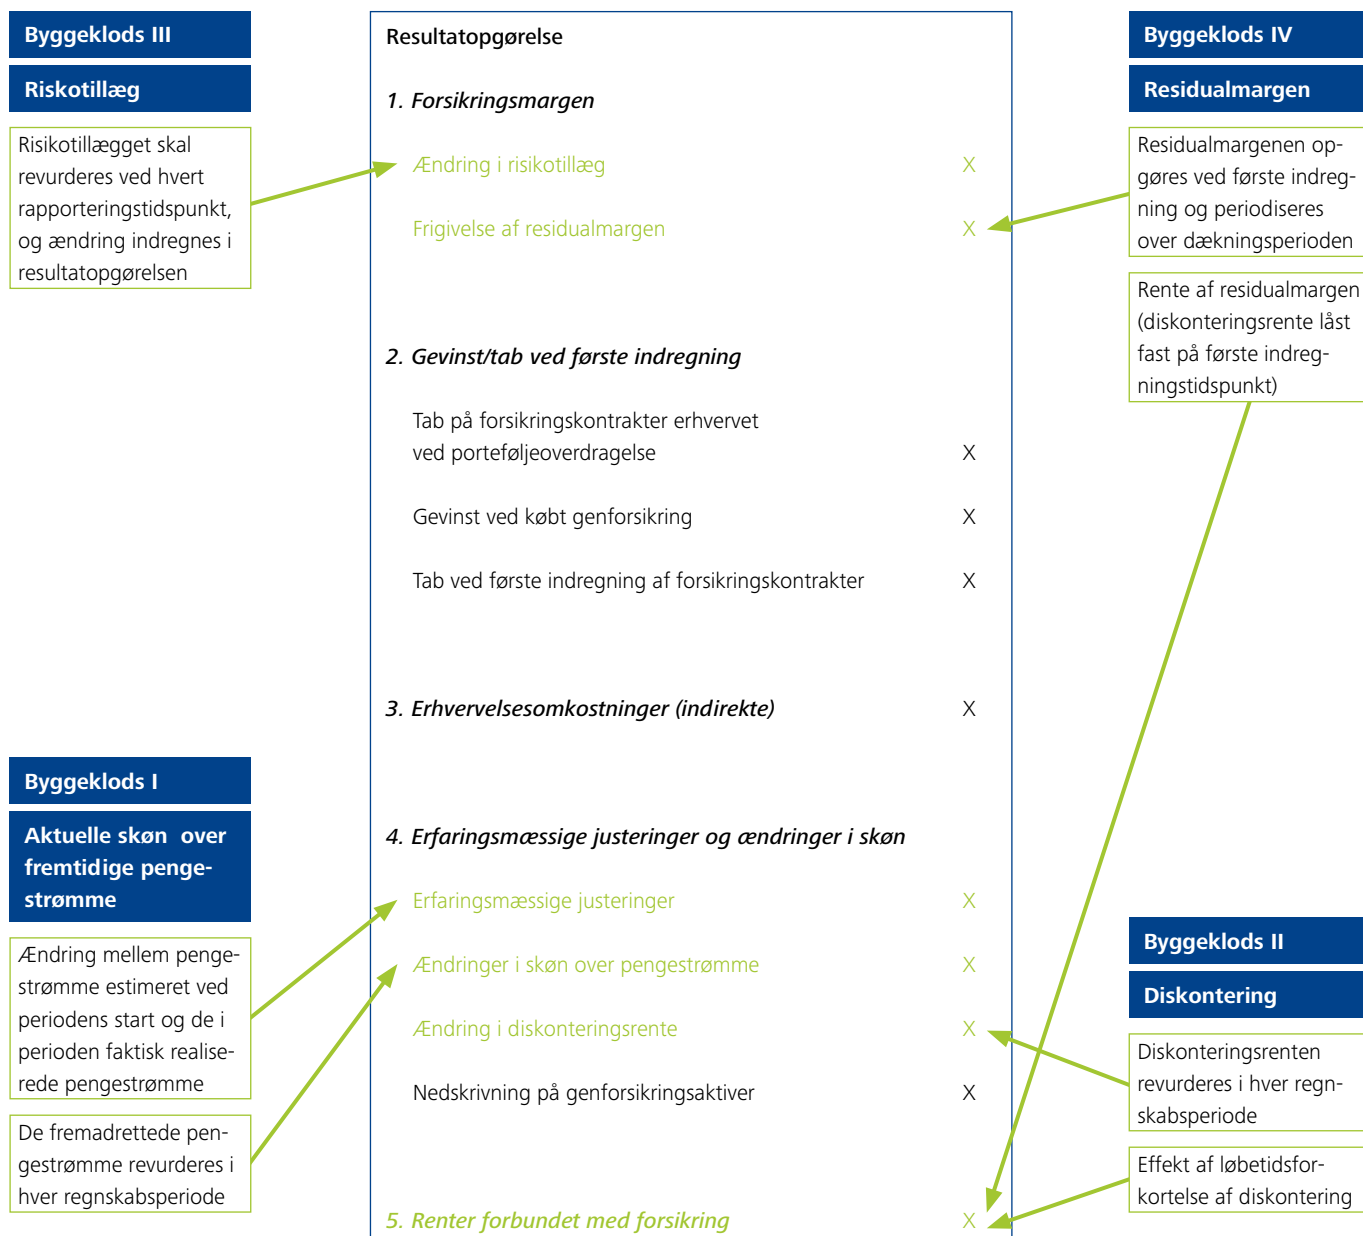 Byggeklods III
Riskotillæg
Risikotillægget skal
revurderes ved hvert
rapporteringstidspunkt,
og ændring indregnes i
resultatopgørelsen
Byggeklods I
Aktuelle skøn over
fremtidige penge-
strømme
Ændring mellem penge-
strømme estimeret ved
periodens start og de i
perioden faktisk realise-
rede pengestrømme
De fremadrettede pen-
gestrømme revurderes i
hver regnskabsperiode
Resultatopgørelse
1. Forsikringsmargen
Ændring i risikotillæg X
Frigivelse af residualmargen X
2. Gevinst/tab ved første indregning
Tab på forsikringskontrakter erhvervet
ved porteføljeoverdragelse X
Gevinst ved købt genforsikring X
Tab ved første indregning af forsikringskontrakter X
3. Erhvervelsesomkostninger (indirekte) X
4. Erfaringsmæssige justeringer og ændringer i skøn
Erfaringsmæssige justeringer X
Ændringer i skøn over pengestrømme X
Ændring i diskonteringsrente X
Nedskrivning på genforsikringsaktiver X
5. Renter forbundet med forsikring X
Byggeklods IV
Residualmargen
Residualmargenen op-
gøres ved første indreg-
ning og periodiseres
over dækningsperioden
Rente af residualmargen
(diskonteringsrente låst
fast på første indreg-
ningstidspunkt)
Byggeklods II
Diskontering
Diskonteringsrenten
revurderes i hver regn-
skabsperiode
Effekt af løbetidsfor-
kortelse af diskontering